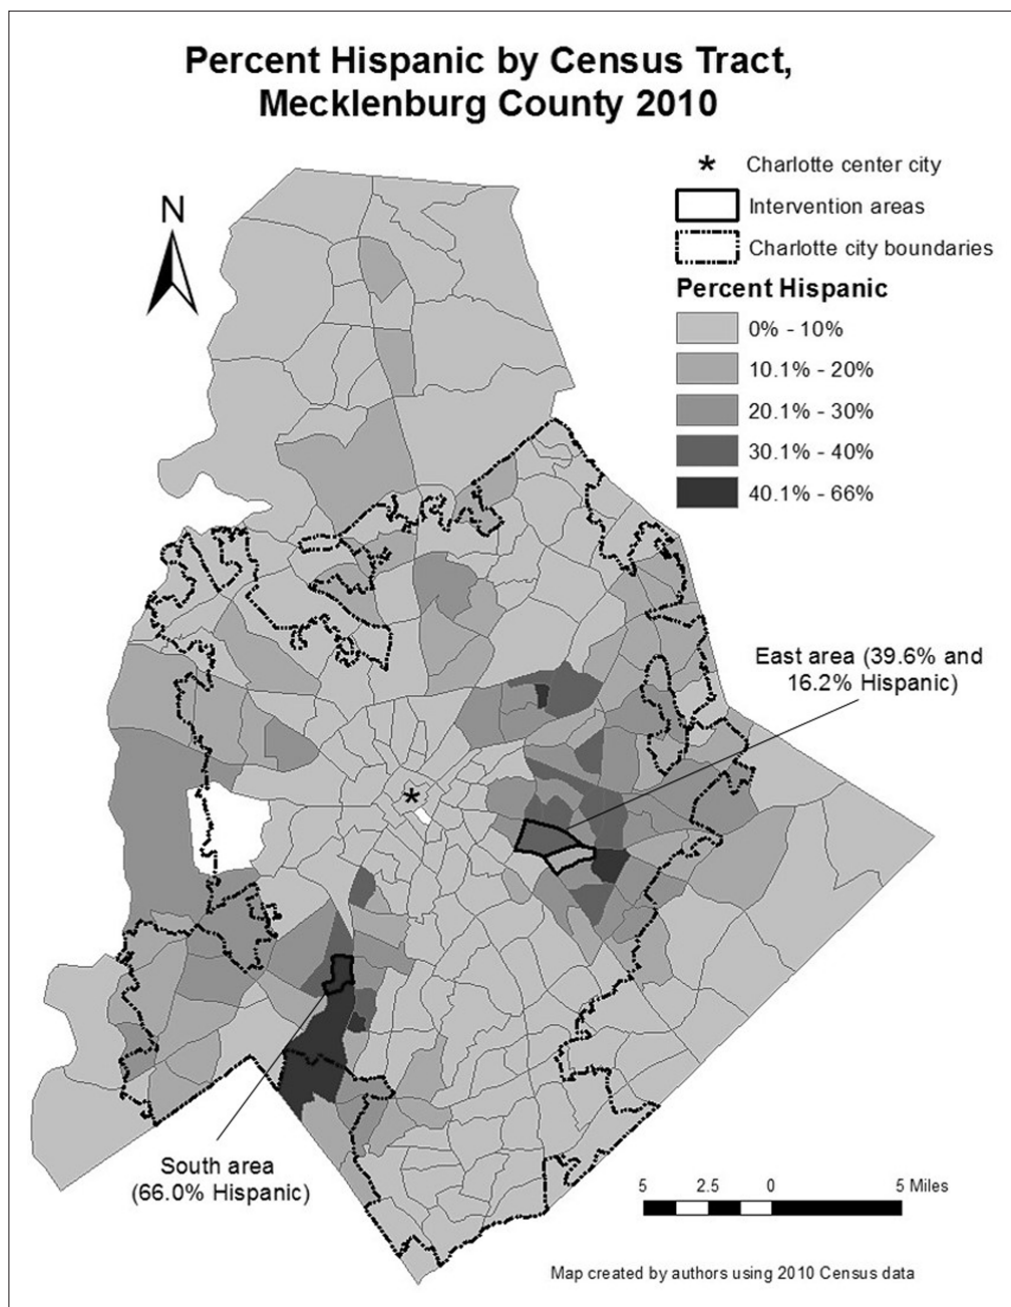 Percent Hispanic by Census Tract,
Mecklenburg County 2010
N
* Charlotte center city
Intervention areas
Charlotte city boundaries
Percent Hispanic
0% - 10%
10.1% - 20%
20.1% - 30%
30.1% - 40%
40.1% - 66%
East area (39.6% and
16.2% Hispanic)
*
South area
(66.0% Hispanic)
5 2.5 0 5 Miles
Map created by authors using 2010 Census data